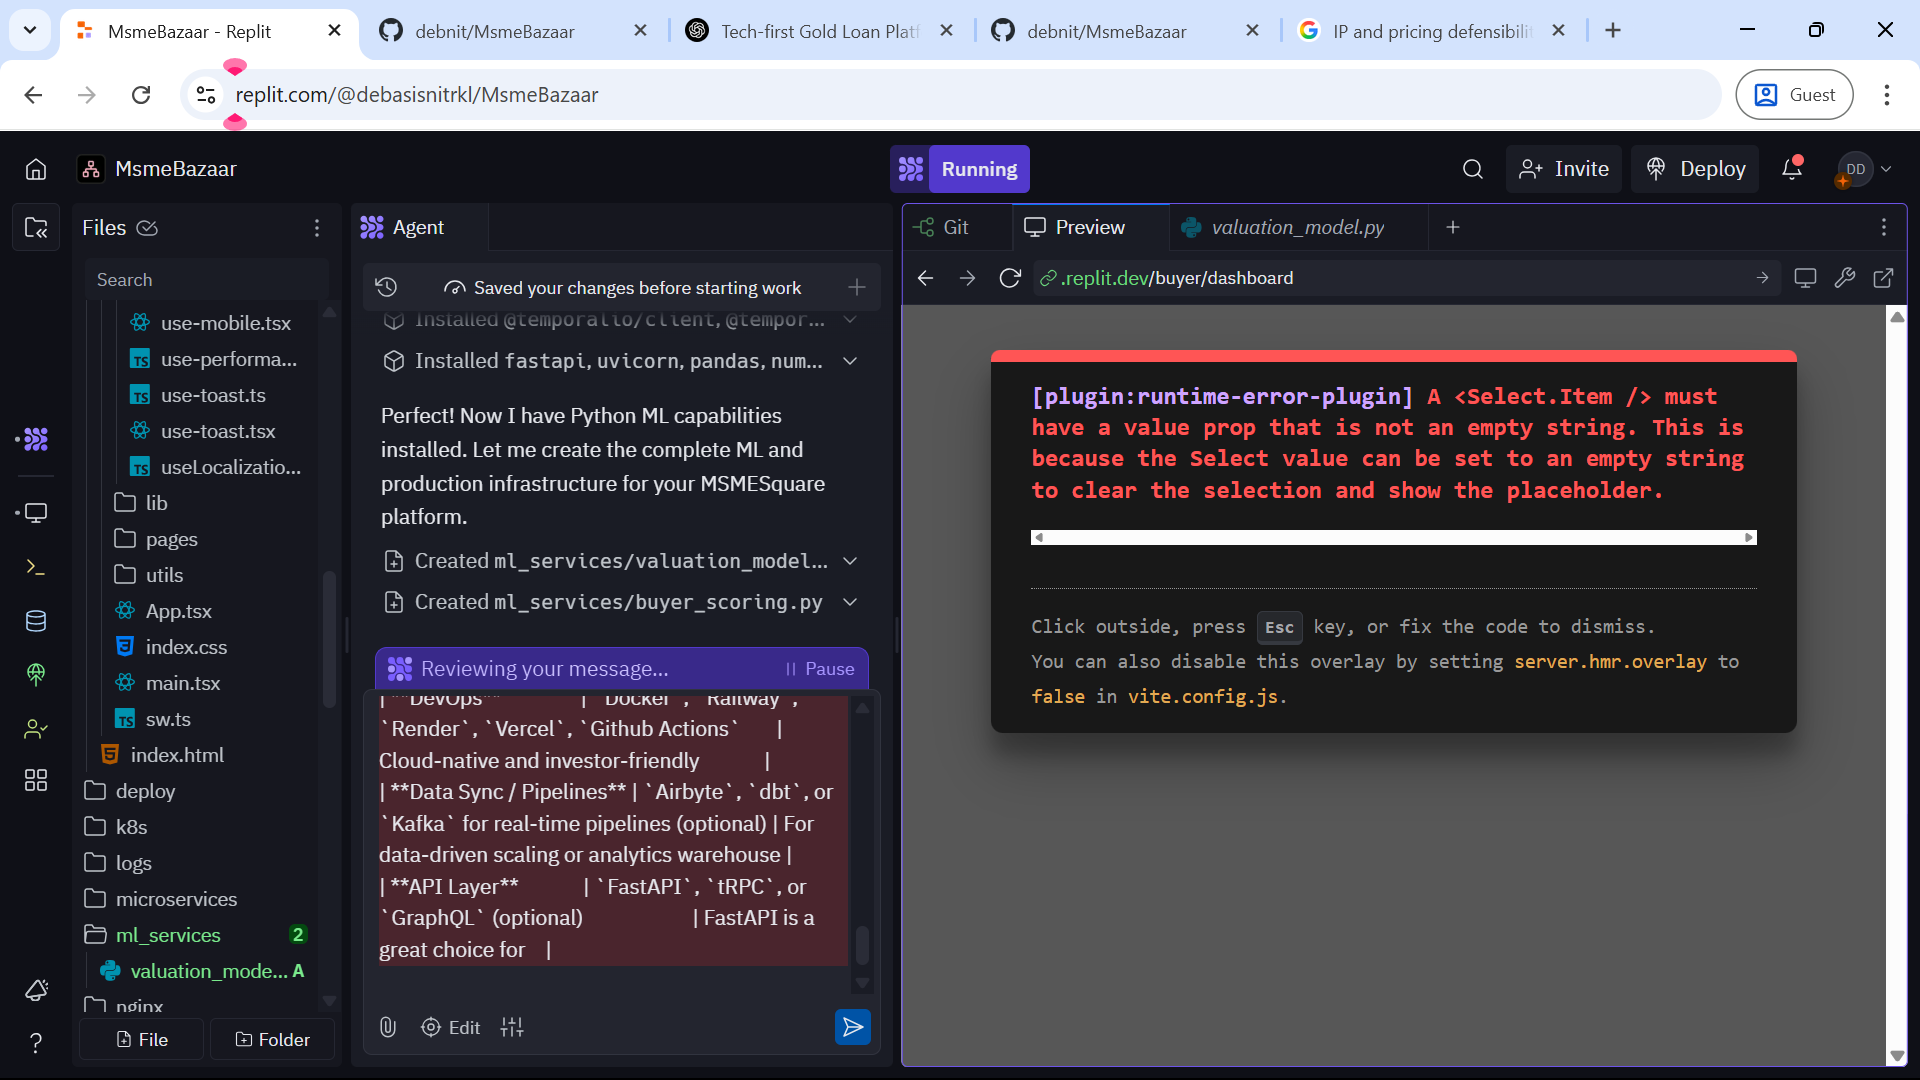 MsmeBazaar - Replit
debnit/MsmeBazaar
Tech-first Gold Loan Platf
debnit/MsmeBazaar
IP and pricing defensibili
replit.com/@debasisnitrkl/MsmeBazaar
Guest
MsmeBazaar
Running
Invite
Deploy
DD
Files
Search
use-mobile.tsx
use-performa...
use-toast.ts
use-toast.tsx
useLocalizatio...
lib
pages
utils
App.tsx
index.css
main.tsx
sw.ts
index.html
deploy
k8s
logs
microservices
ml_services 2
valuation_mode... A
nginx
File
Folder
Agent
Saved your changes before starting work
Installed @temporalio/client, @tempor...
Installed fastapi, uvicorn, pandas, num...
Perfect! Now I have Python ML capabilities
installed. Let me create the complete ML and
production infrastructure for your MSMESquare
platform.
Created ml_services/valuation_model...
Created ml_services/buyer_scoring.py
Reviewing your message...
Pause
| **DevOps** | `Docker`, `Railway`,
`Render`, `Vercel`, `Github Actions` |
Cloud-native and investor-friendly |
| **Data Sync / Pipelines** | `Airbyte`, `dbt`, or
`Kafka` for real-time pipelines (optional) | For
data-driven scaling or analytics warehouse |
| **API Layer** | `FastAPI`, `tRPC`, or
`GraphQL` (optional) | FastAPI is a
great choice for |
Edit
Git
Preview
valuation_model.py
.replit.dev/buyer/dashboard
[plugin:runtime-error-plugin] A <Select.Item /> must
have a value prop that is not an empty string. This is
because the Select value can be set to an empty string
to clear the selection and show the placeholder.
Click outside, press Esc key, or fix the code to dismiss.
You can also disable this overlay by setting server.hmr.overlay to
false in vite.config.js.